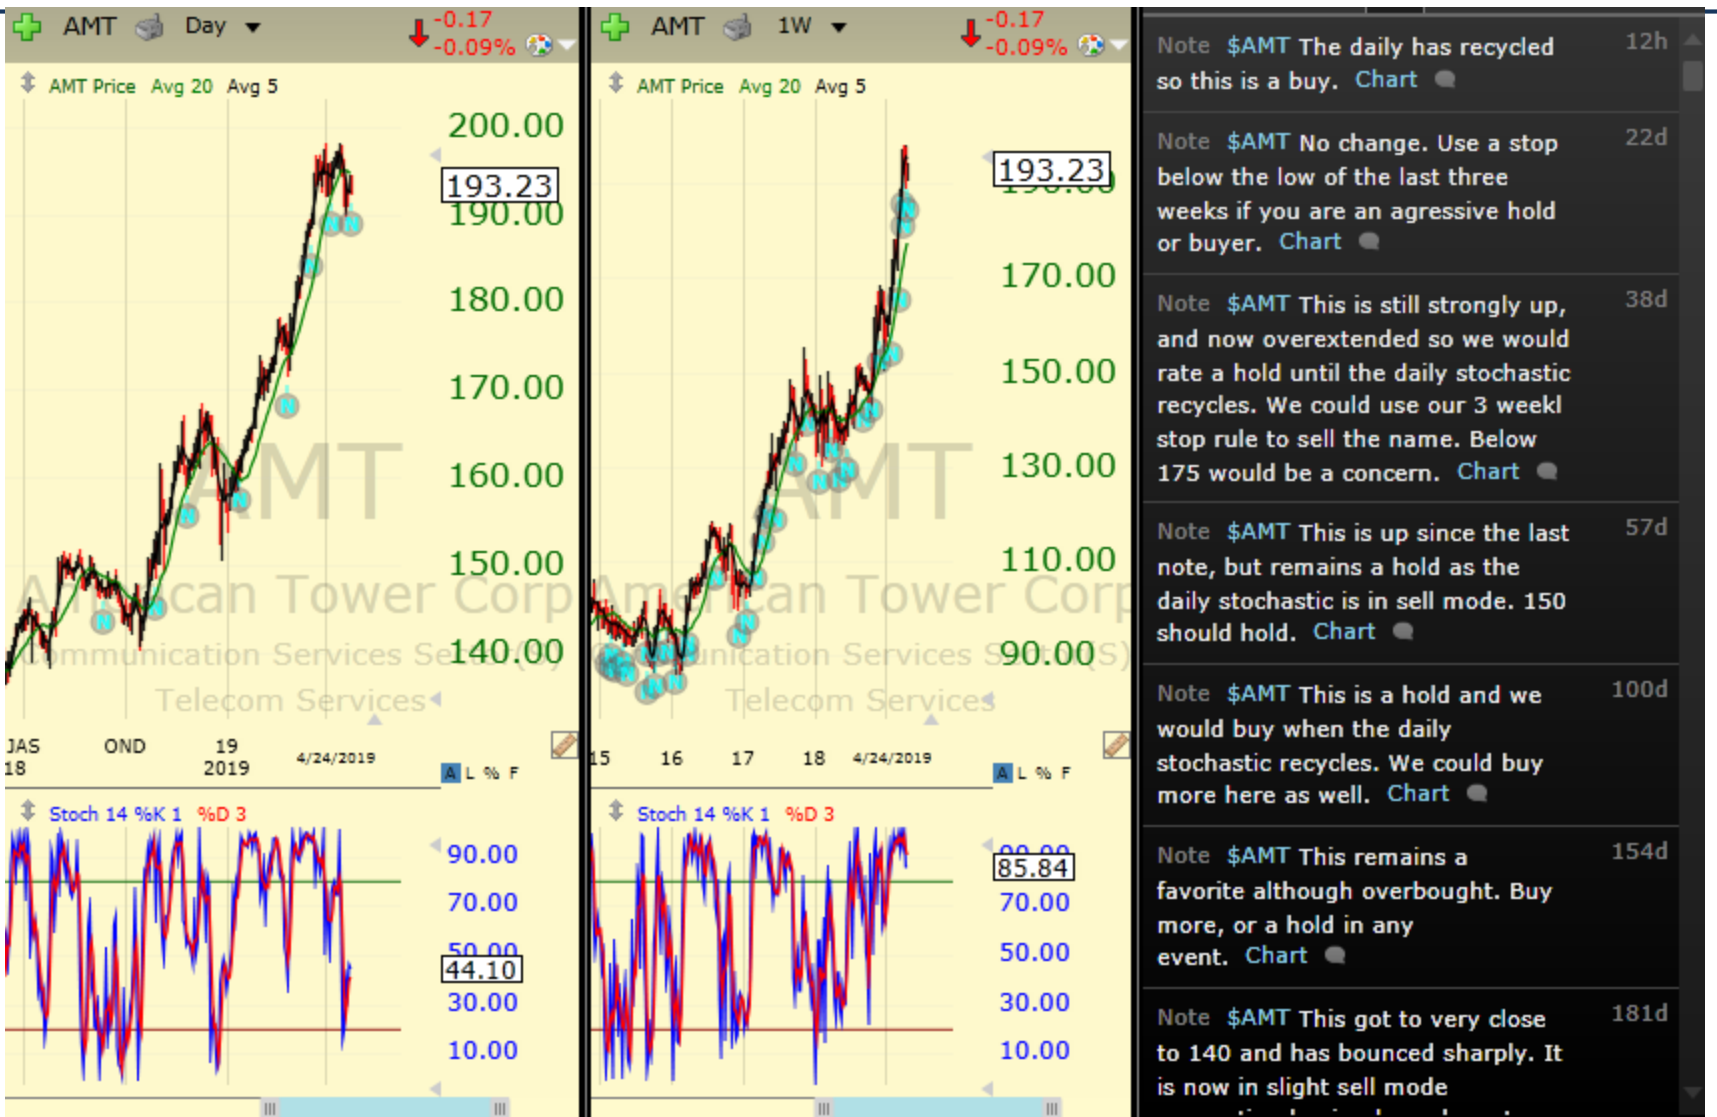 AMT Day
-0.17
-0.09%
AMT Price Avg 20 Avg 5
200.00
193.23
190.00
180.00
170.00
160.00
150.00
140.00
AMT
American Tower Corp
Communication Services Sector(S)
Telecom Services
JAS OND 19
18 2019 4/24/2019
A L % F
Stoch 14 %K 1 %D 3
90.00
70.00
50.00
44.10
30.00
10.00
AMT 1W
-0.17
-0.09%
AMT Price Avg 20 Avg 5
193.23
190.00
170.00
150.00
130.00
110.00
90.00
AMT
American Tower Corp
Communication Services Sector(S)
Telecom Services
15 16 17 18 4/24/2019
A L % F
Stoch 14 %K 1 %D 3
90.00
85.84
70.00
50.00
30.00
10.00
Note $AMT The daily has recycled 12h
so this is a buy. Chart
Note $AMT No change. Use a stop 22d
below the low of the last three
weeks if you are an agressive hold
or buyer. Chart
Note $AMT This is still strongly up, 38d
and now overextended so we would
rate a hold until the daily stochastic
recycles. We could use our 3 weekl
stop rule to sell the name. Below
175 would be a concern. Chart
Note $AMT This is up since the last 57d
note, but remains a hold as the
daily stochastic is in sell mode. 150
should hold. Chart
Note $AMT This is a hold and we 100d
would buy when the daily
stochastic recycles. We could buy
more here as well. Chart
Note $AMT This remains a 154d
favorite although overbought. Buy
more, or a hold in any
event. Chart
Note $AMT This got to very close 181d
to 140 and has bounced sharply. It
is now in slight sell mode